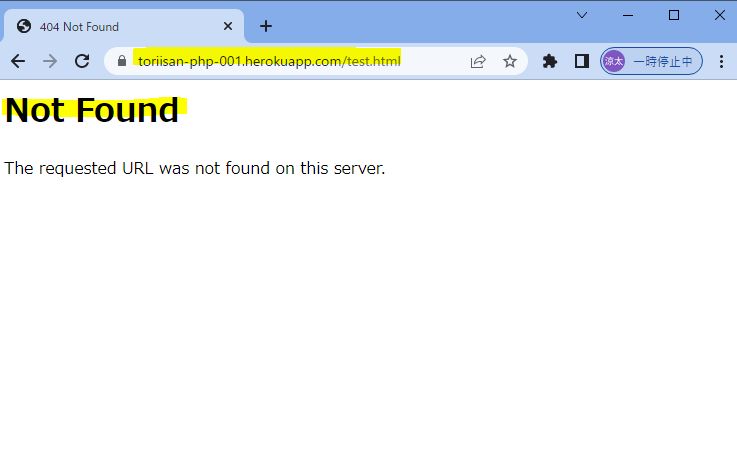 404 Not Found
toriisan-php-001.herokuapp.com/test.html
涼太 一時停止中
Not Found
The requested URL was not found on this server.